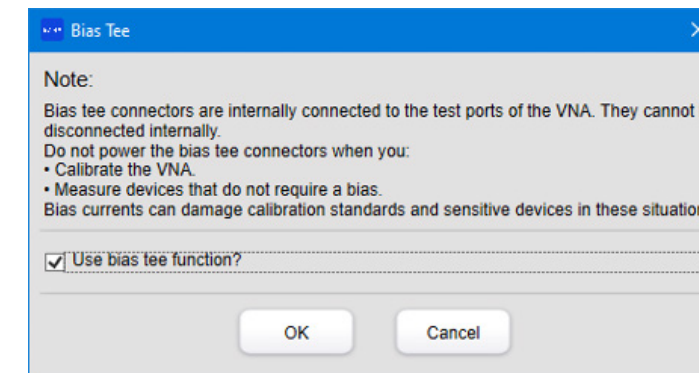 Bias Tee
Note:
Bias tee connectors are internally connected to the test ports of the VNA. They cannot
disconnected internally.
Do not power the bias tee connectors when you:
• Calibrate the VNA.
• Measure devices that do not require a bias.
Bias currents can damage calibration standards and sensitive devices in these situation
Use bias tee function?
OK
Cancel